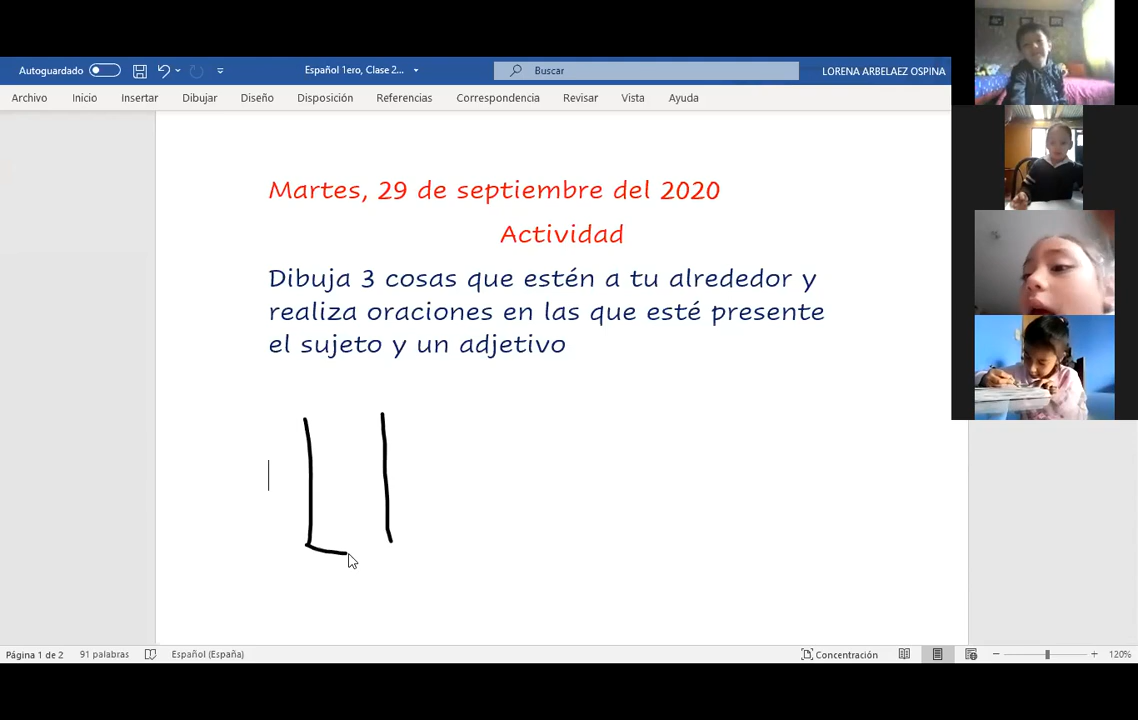 Autoguardado
Español 1ero, Clase 2...
Buscar
LORENA ARBELAEZ OSPINA
Archivo Inicio Insertar Dibujar Diseño Disposición Referencias Correspondencia Revisar Vista Ayuda
Martes, 29 de septiembre del 2020
Actividad
Dibuja 3 cosas que estén a tu alrededor y
realiza oraciones en las que esté presente
el sujeto y un adjetivo
Página 1 de 2 91 palabras Español (España) Concentración 120%